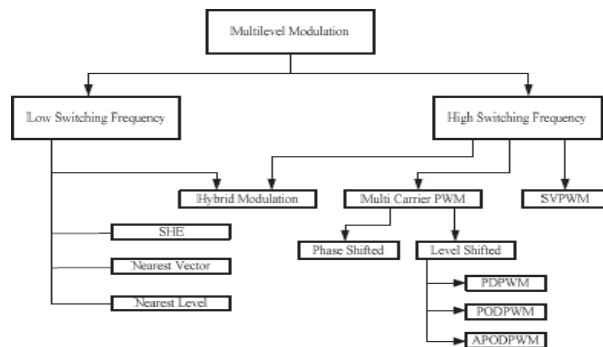 Multilevel Modulation
Low Switching Frequency
High Switching Frequency
Hybrid Modulation
Multi Carrier PWM
SVPWM
SHE
Phase Shifted
Level Shifted
Nearest Vector
PDPWM
Nearest Level
PODPWM
APODPWM